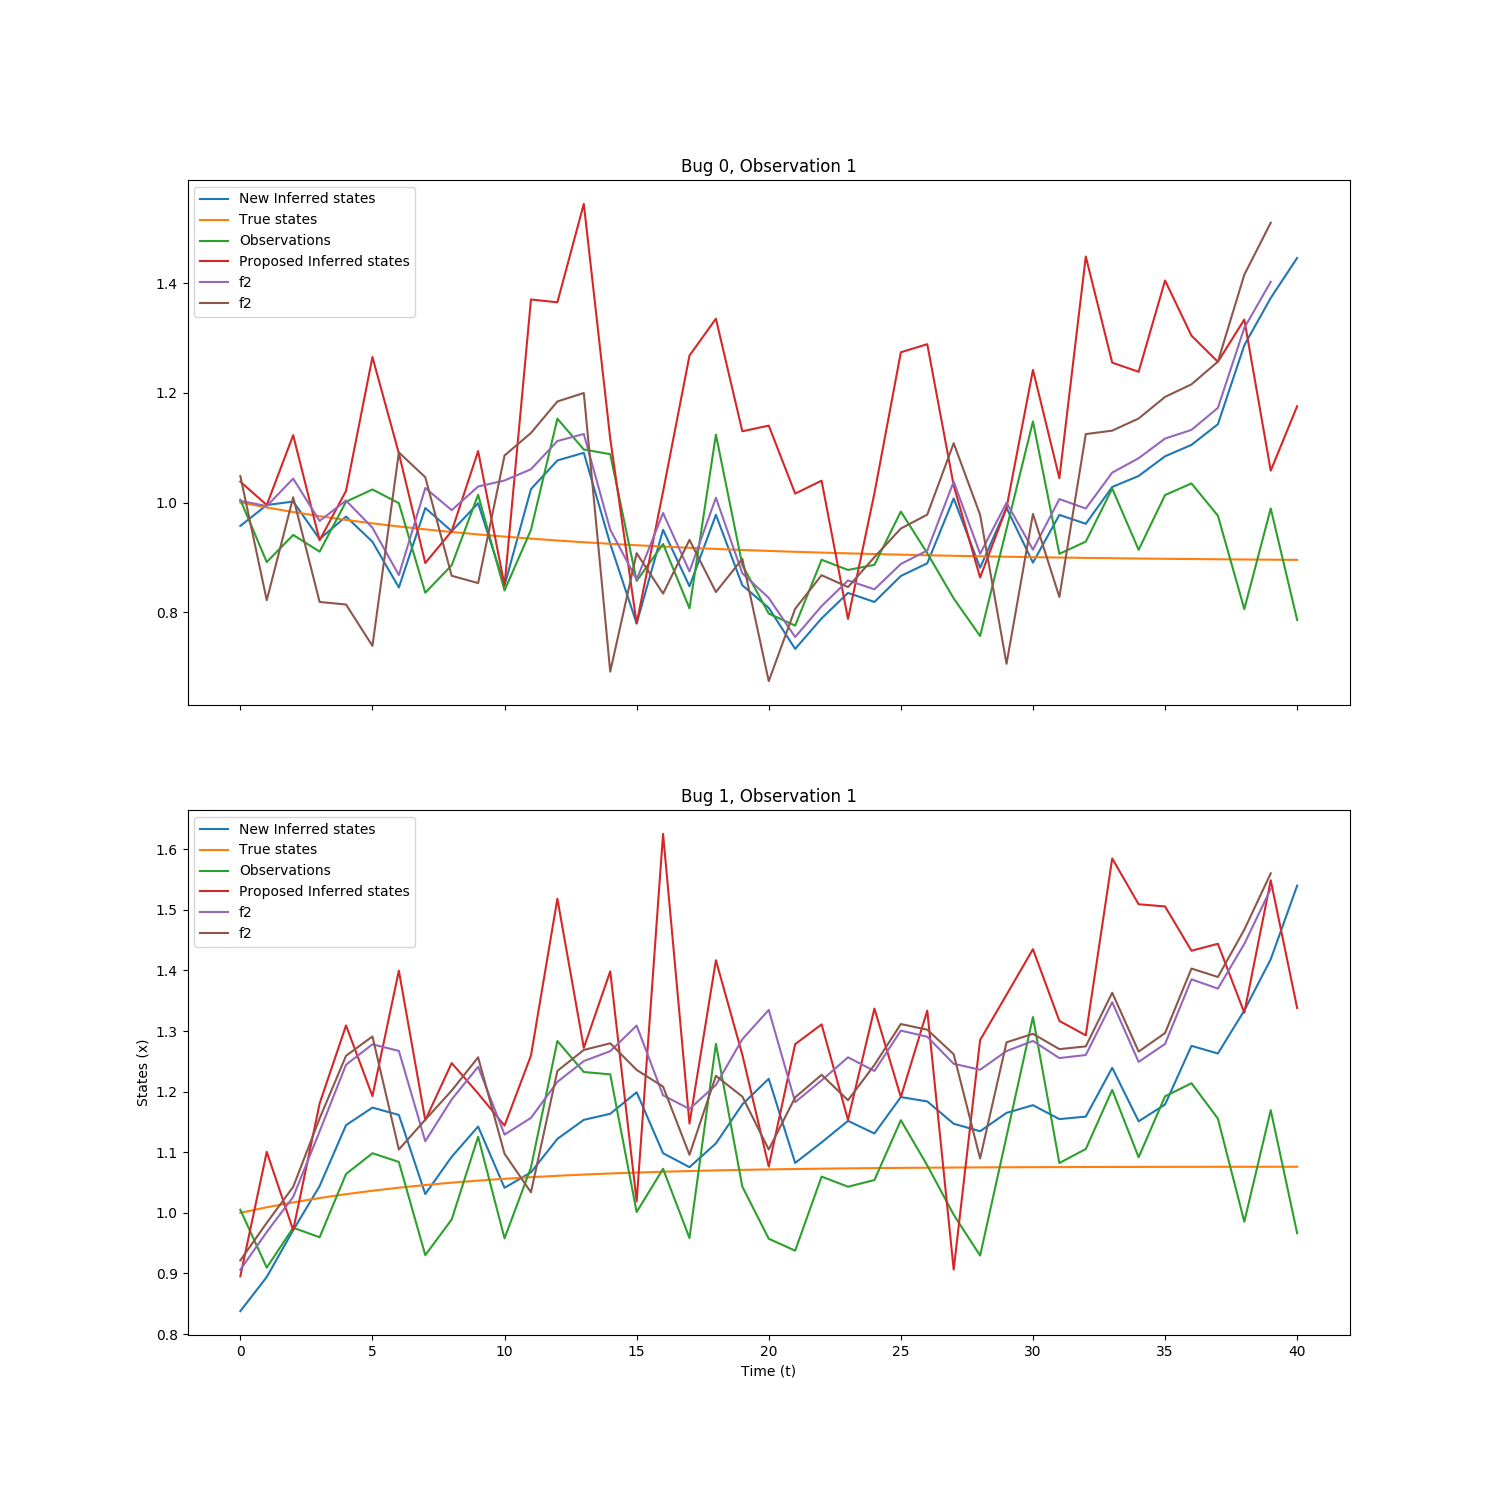 Bug 0, Observation 1
New Inferred states
True states
Observations
Proposed Inferred states
f2
f2
1.4
1.2
1.0
0.8
Bug 1, Observation 1
New Inferred states
True states
Observations
Proposed Inferred states
f2
f2
1.6
1.5
1.4
1.3
1.2
1.1
1.0
0.9
0.8
States (x)
0 5 10 15 20 25 30 35 40
Time (t)